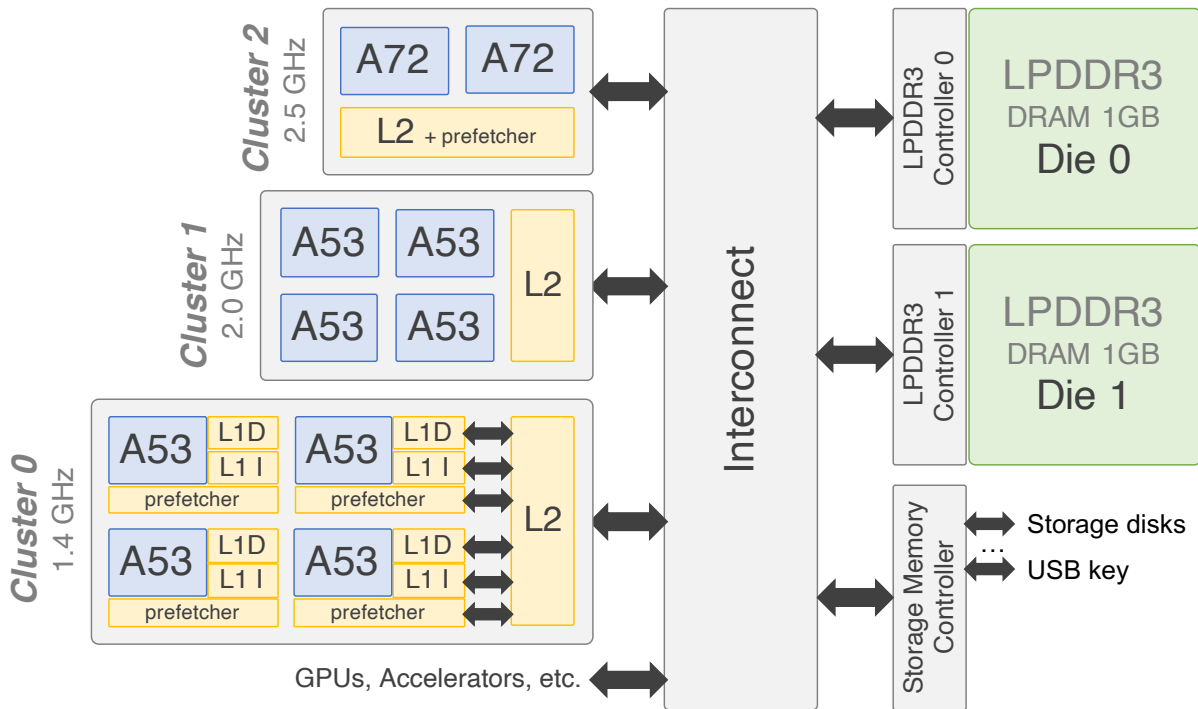 Cluster 2
2.5 GHz
A72 A72
L2 + prefetcher
Cluster 1
2.0 GHz
A53 A53
A53 A53
L2
Cluster 0
1.4 GHz
A53 L1D A53 L1D
L1 I L1 I
prefetcher prefetcher
A53 L1D A53 L1D
L1 I L1 I
prefetcher prefetcher
L2
GPUs, Accelerators, etc.
Interconnect
LPDDR3
Controller 0
LPDDR3
DRAM 1GB
Die 0
LPDDR3
Controller 1
LPDDR3
DRAM 1GB
Die 1
Storage Memory
Controller
Storage disks
...
USB key